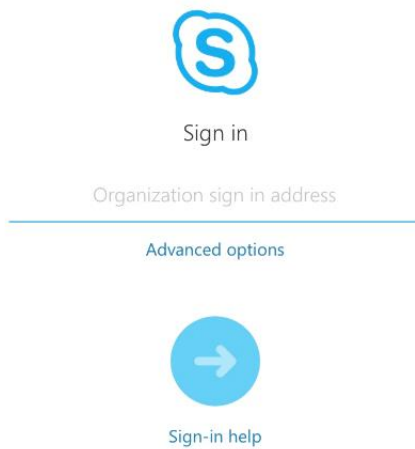 S
Sign in
Organization sign in address
Advanced options
Sign-in help